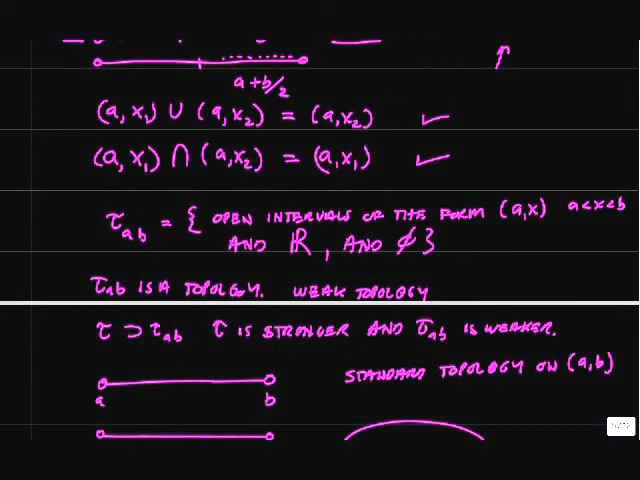 a+b/2
(a, x₁) ∪ (a, x₂) = (a, x₂) ✓
(a, x₁) ∩ (a, x₂) = (a, x₁) ✓
τab = { OPEN INTERVALS OF THE FORM (a,x) a<x<b
AND ℝ, AND ∅ }
τab IS A TOPOLOGY. WEAK TOPOLOGY
τ ⊃ τab τ IS STRONGER AND τab IS WEAKER.
STANDARD TOPOLOGY ON (a,b)
a b